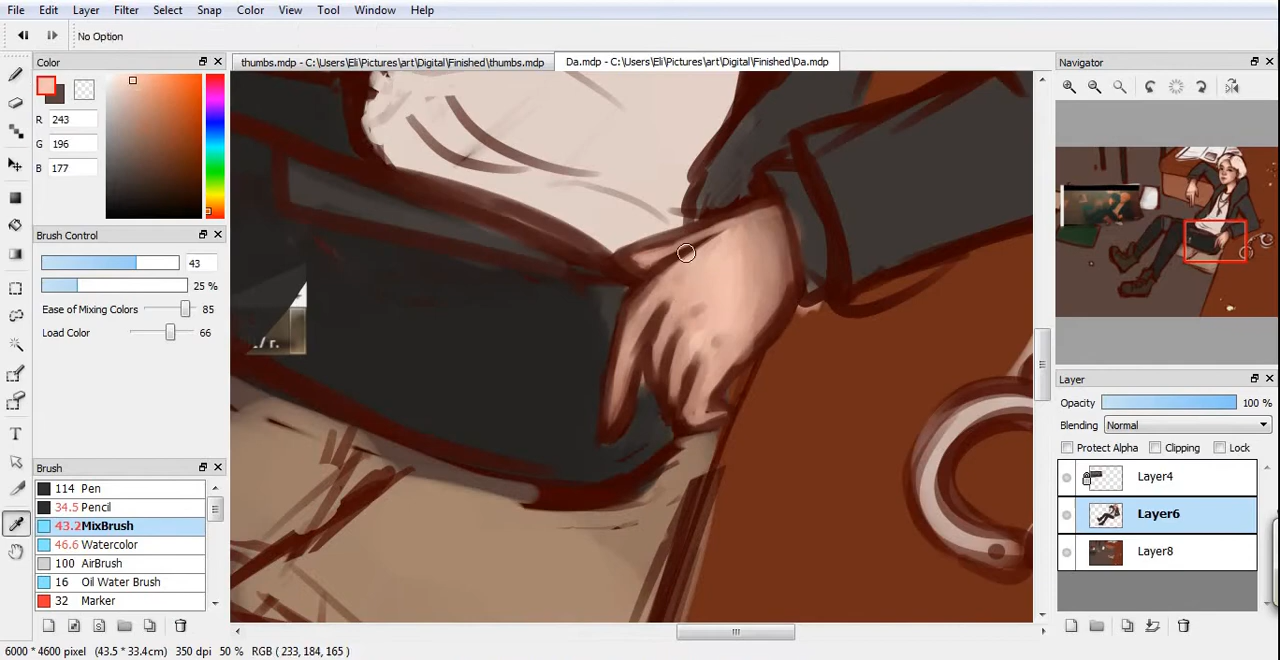 File Edit Layer Filter Select Snap Color View Tool Window Help
No Option
Color
thumbs.mdp - C:\Users\Eli\Pictures\art\Digital\Finished\thumbs.mdp
Da.mdp - C:\Users\Eli\Pictures\art\Digital\Finished\Da.mdp
Navigator
R 243
G 196
B 177
Brush Control
43
25 %
Ease of Mixing Colors 85
Load Color 66
Brush
114 Pen
34.5 Pencil
43.2 MixBrush
46.6 Watercolor
100 AirBrush
16 Oil Water Brush
32 Marker
Layer
Opacity 100 %
Blending Normal
Protect Alpha Clipping Lock
Layer4
Layer6
Layer8
6000 * 4600 pixel (43.5 * 33.4cm) 350 dpi 50 % RGB ( 233, 184, 165 )